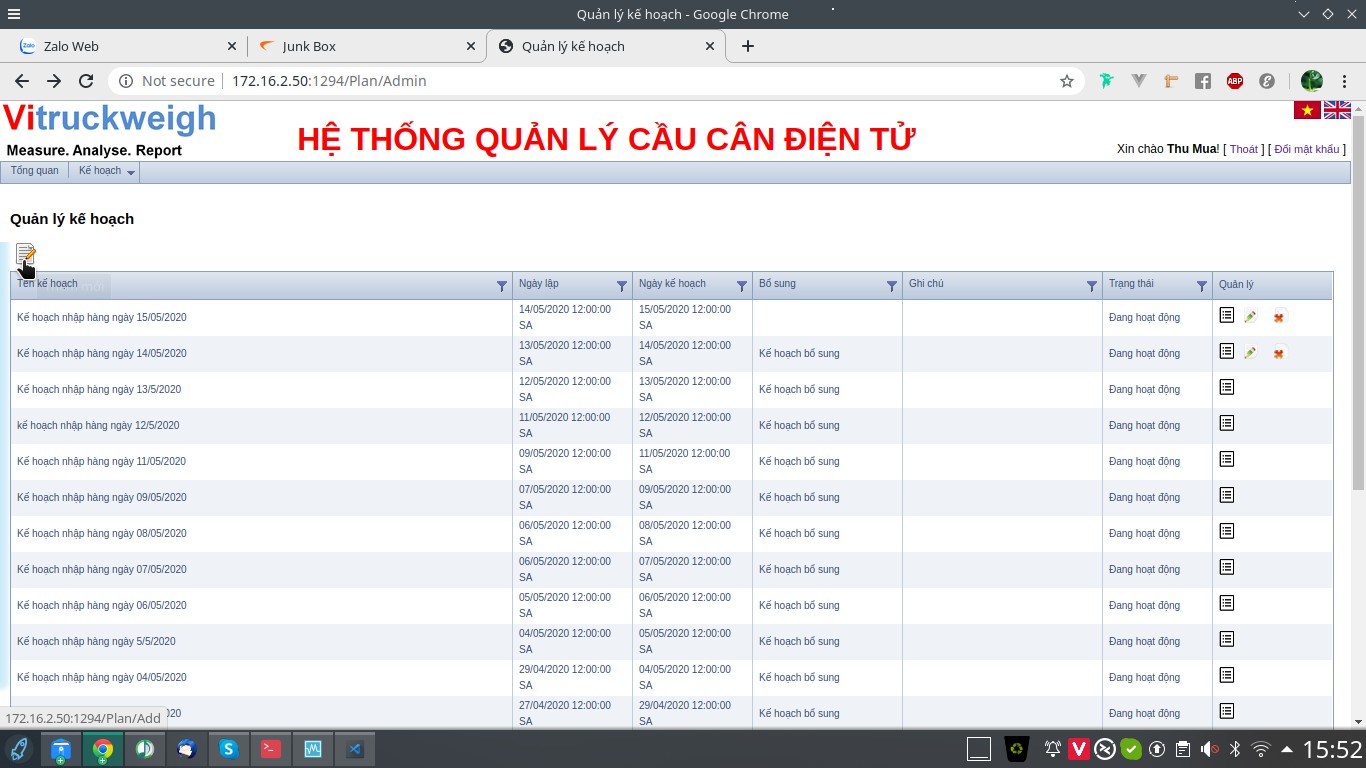 Quản lý kế hoạch - Google Chrome
Zalo Web
Junk Box
Quản lý kế hoạch
Not secure
172.16.2.50:1294/Plan/Admin
ABP
Vitruckweigh
Measure. Analyse. Report
HỆ THỐNG QUẢN LÝ CẦU CÂN ĐIỆN TỬ
Xin chào Thu Mua! [ Thoát ] [ Đổi mật khẩu ]
Tổng quan
Kế hoạch
Quản lý kế hoạch
Tên kế hoạch
Ngày lập
Ngày kế hoạch
Bổ sung
Ghi chú
Trạng thái
Quản lý
Kế hoạch nhập hàng ngày 15/05/2020
14/05/2020 12:00:00
SA
15/05/2020 12:00:00
SA
Đang hoạt động
Kế hoạch nhập hàng ngày 14/05/2020
13/05/2020 12:00:00
SA
14/05/2020 12:00:00
SA
Kế hoạch bổ sung
Đang hoạt động
Kế hoạch nhập hàng ngày 13/5/2020
12/05/2020 12:00:00
SA
13/05/2020 12:00:00
SA
Kế hoạch bổ sung
Đang hoạt động
kế hoạch nhập hàng ngày 12/5/2020
11/05/2020 12:00:00
SA
12/05/2020 12:00:00
SA
Kế hoạch bổ sung
Đang hoạt động
Kế hoạch nhập hàng ngày 11/05/2020
09/05/2020 12:00:00
SA
11/05/2020 12:00:00
SA
Kế hoạch bổ sung
Đang hoạt động
Kế hoạch nhập hàng ngày 09/05/2020
07/05/2020 12:00:00
SA
09/05/2020 12:00:00
SA
Kế hoạch bổ sung
Đang hoạt động
Kế hoạch nhập hàng ngày 08/05/2020
06/05/2020 12:00:00
SA
08/05/2020 12:00:00
SA
Kế hoạch bổ sung
Đang hoạt động
Kế hoạch nhập hàng ngày 07/05/2020
06/05/2020 12:00:00
SA
07/05/2020 12:00:00
SA
Kế hoạch bổ sung
Đang hoạt động
Kế hoạch nhập hàng ngày 06/05/2020
05/05/2020 12:00:00
SA
06/05/2020 12:00:00
SA
Kế hoạch bổ sung
Đang hoạt động
Kế hoạch nhập hàng ngày 5/5/2020
04/05/2020 12:00:00
SA
05/05/2020 12:00:00
SA
Kế hoạch bổ sung
Đang hoạt động
Kế hoạch nhập hàng ngày 04/05/2020
29/04/2020 12:00:00
SA
04/05/2020 12:00:00
SA
Kế hoạch bổ sung
Đang hoạt động
020
27/04/2020 12:00:00
SA
29/04/2020 12:00:00
SA
Kế hoạch bổ sung
Đang hoạt động
172.16.2.50:1294/Plan/Add
15:52